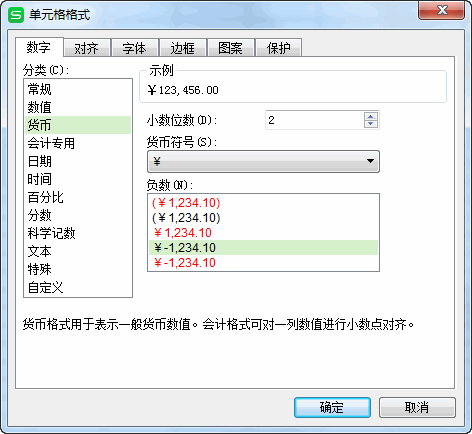 单元格格式
数字 对齐 字体 边框 图案 保护
分类(C):
常规
数值
货币
会计专用
日期
时间
百分比
分数
科学记数
文本
特殊
自定义
示例
￥123,456.00
小数位数(D): 2
货币符号(S):
￥
负数(N):
(￥1,234.10)
(￥1,234.10)
￥1,234.10
￥-1,234.10
￥-1,234.10
货币格式用于表示一般货币数值。会计格式可对一列数值进行小数点对齐。
确定 取消